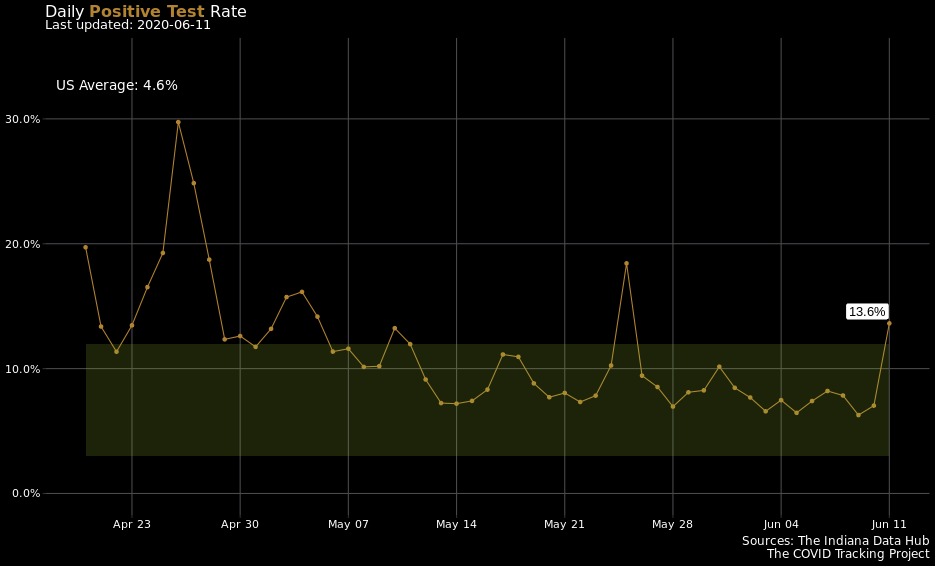 Daily Positive Test Rate
Last updated: 2020-06-11
US Average: 4.6%
30.0%
20.0%
13.6%
10.0%
0.0%
Apr 23 Apr 30 May 07 May 14 May 21 May 28 Jun 04 Jun 11
Sources: The Indiana Data Hub
The COVID Tracking Project